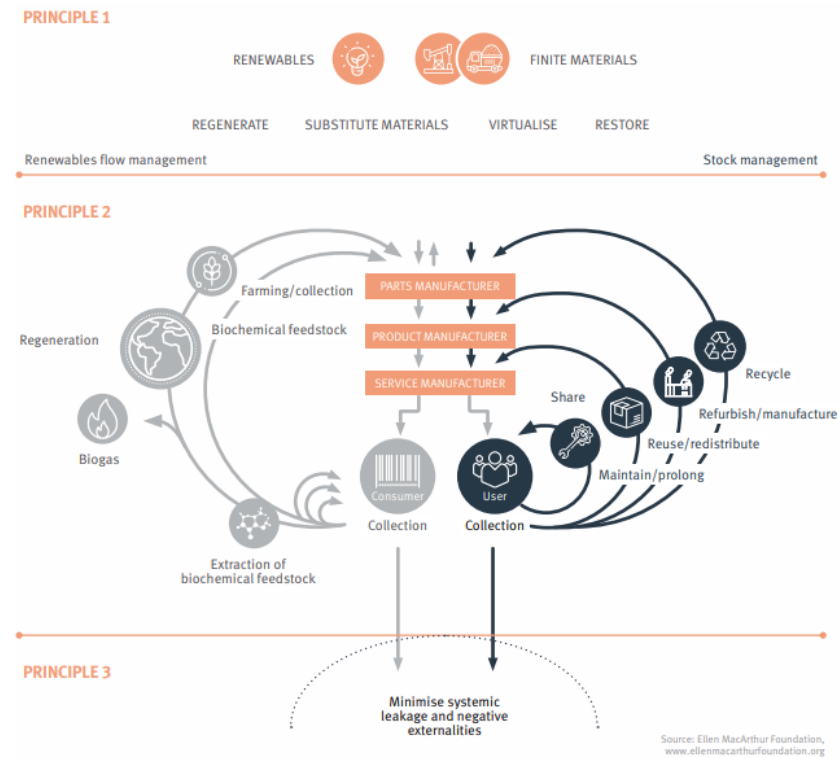 PRINCIPLE 1
RENEWABLES
FINITE MATERIALS
REGENERATE
SUBSTITUTE MATERIALS
VIRTUALISE
RESTORE
Renewables flow management
Stock management
PRINCIPLE 2
Farming/collection
PARTS MANUFACTURER
Regeneration
Biochemical feedstock
PRODUCT MANUFACTURER
SERVICE MANUFACTURER
Recycle
Share
Refurbish/manufacture
Reuse/redistribute
Biogas
Maintain/prolong
Consumer
User
Collection
Collection
Extraction of
biochemical feedstock
PRINCIPLE 3
Minimise systemic
leakage and negative
externalities
Source: Ellen MacArthur Foundation,
www.ellenmacarthurfoundation.org